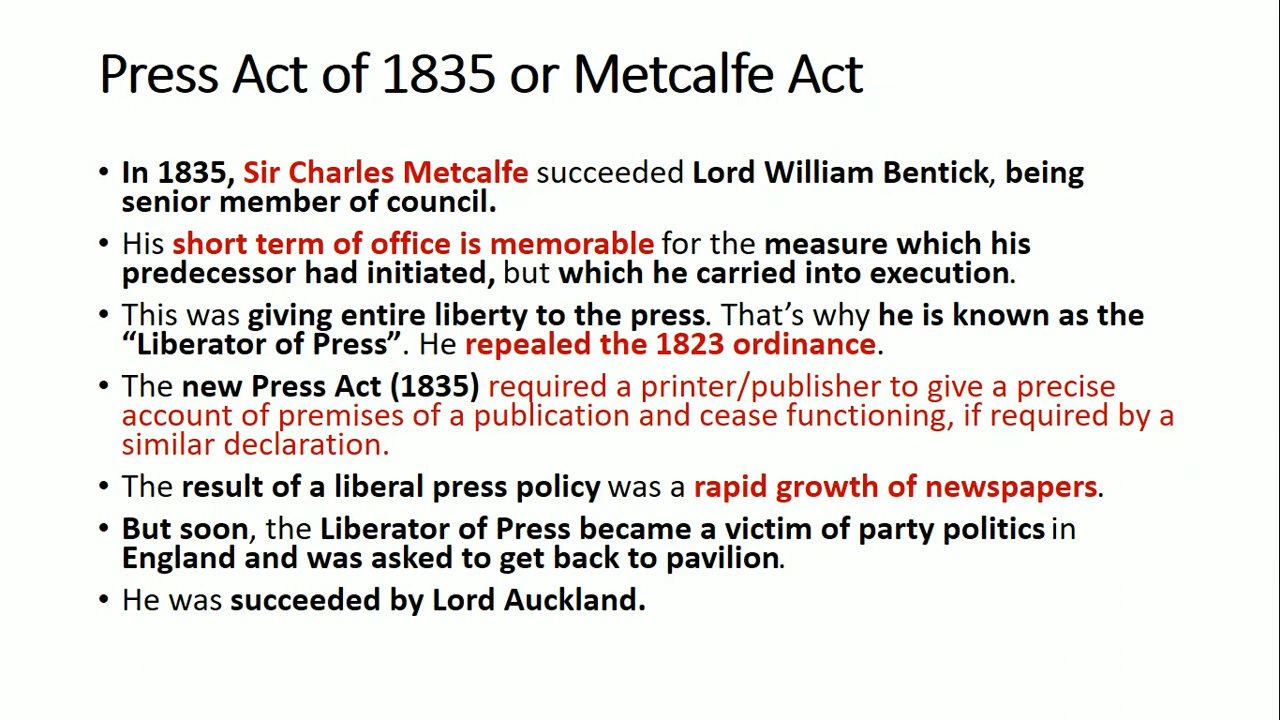 Press Act of 1835 or Metcalfe Act
• In 1835, Sir Charles Metcalfe succeeded Lord William Bentick, being
senior member of council.
• His short term of office is memorable for the measure which his
predecessor had initiated, but which he carried into execution.
• This was giving entire liberty to the press. That’s why he is known as the
“Liberator of Press”. He repealed the 1823 ordinance.
• The new Press Act (1835) required a printer/publisher to give a precise
account of premises of a publication and cease functioning, if required by a
similar declaration.
• The result of a liberal press policy was a rapid growth of newspapers.
• But soon, the Liberator of Press became a victim of party politics in
England and was asked to get back to pavilion.
• He was succeeded by Lord Auckland.